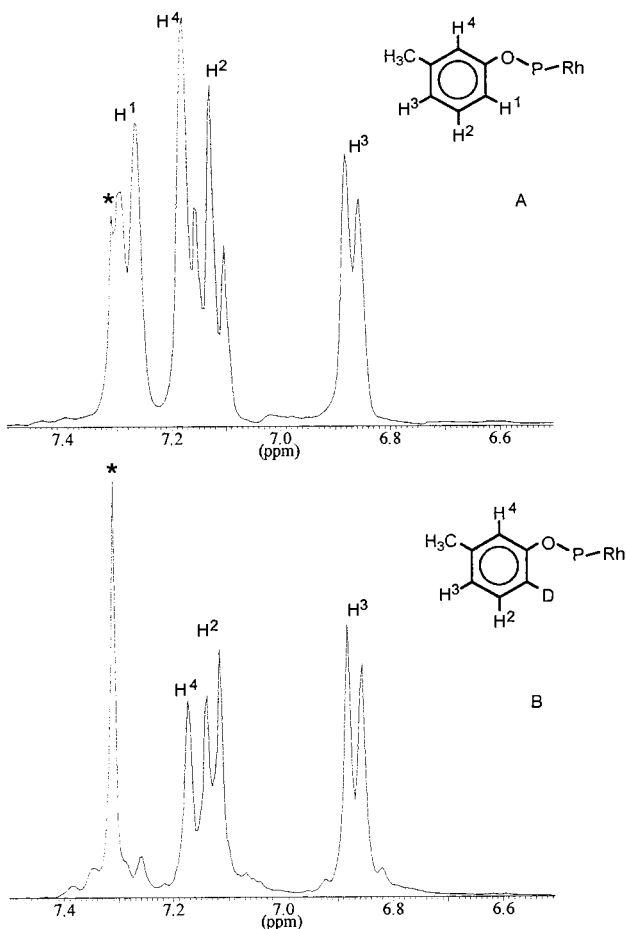 H⁴
H¹
*
H²
H³
H⁴
H₃C
O
P
Rh
H³
H¹
H²
A
7.4 7.2 7.0 6.8 6.6
(ppm)
*
H⁴
H²
H³
H⁴
H₃C
O
P
Rh
H³
D
H²
B
7.4 7.2 7.0 6.8 6.6
(ppm)